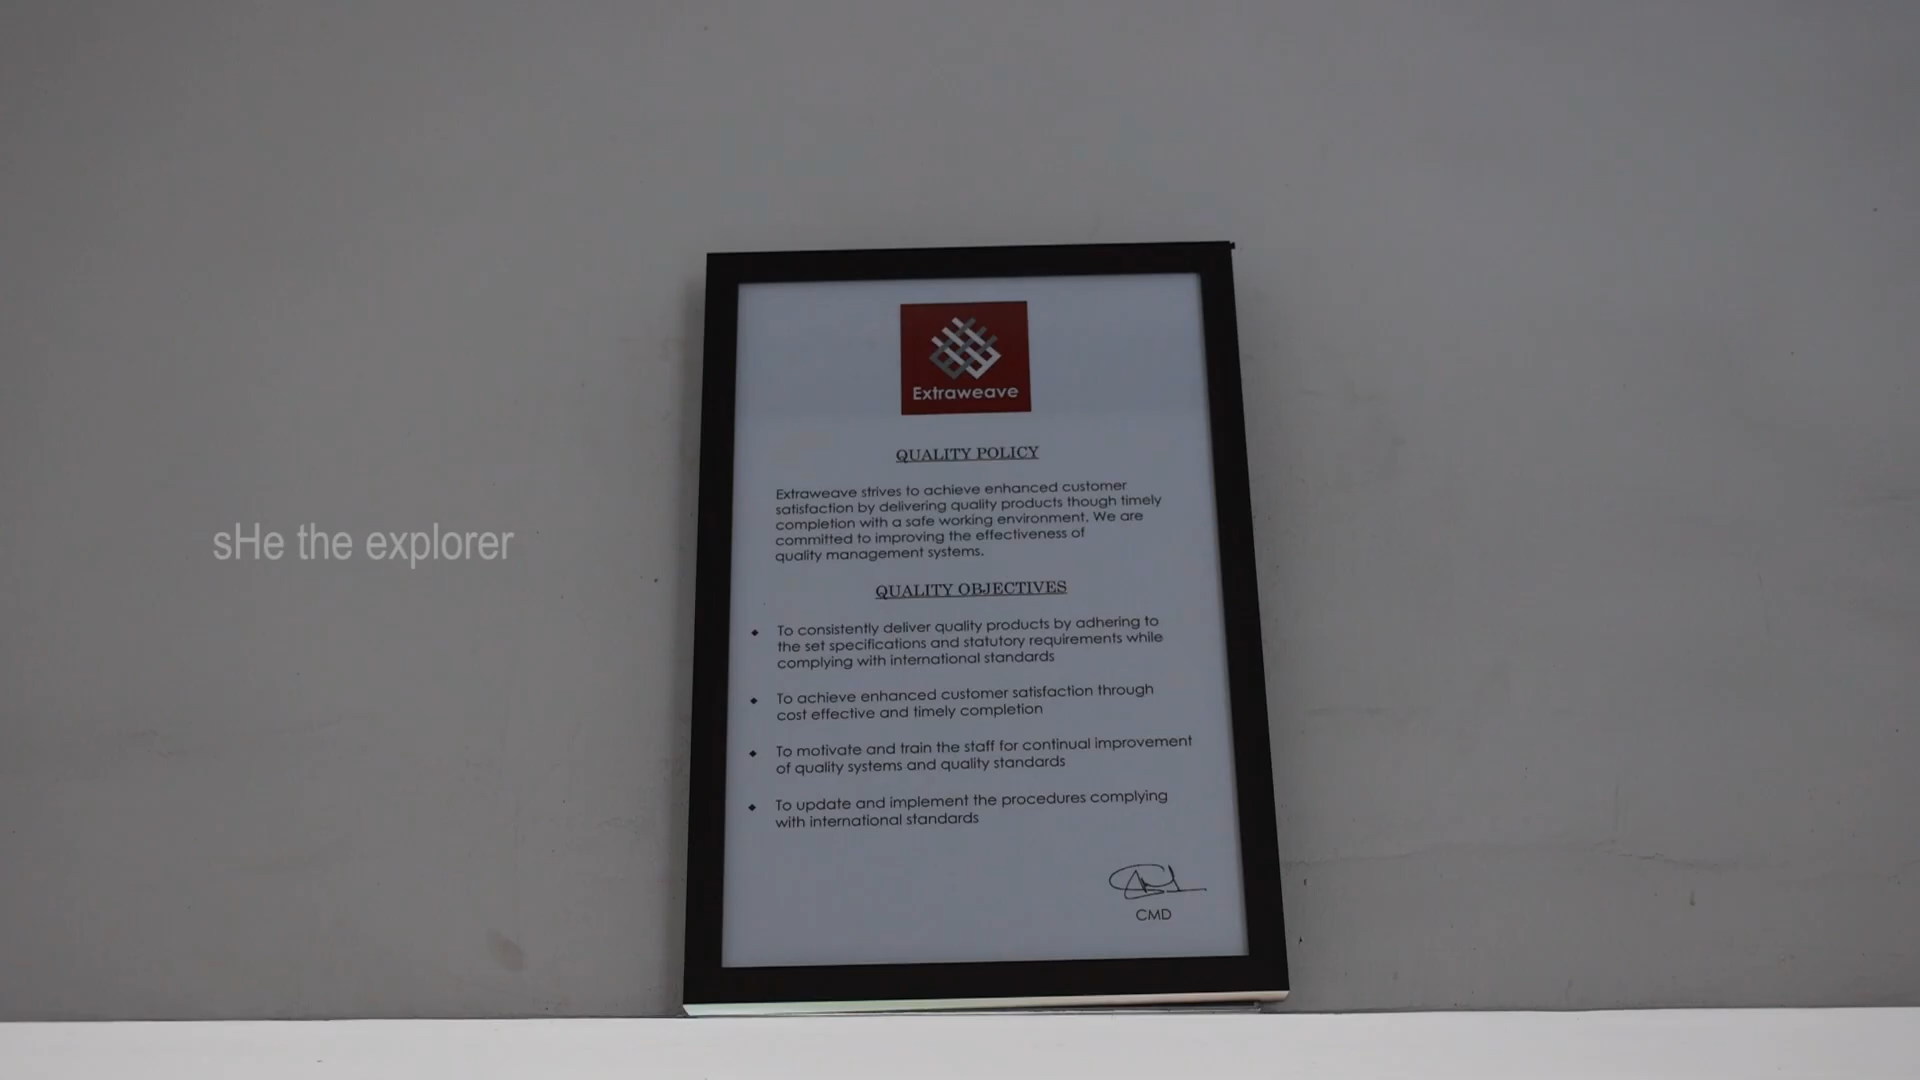 Extraweave
QUALITY POLICY
Extraweave strives to achieve enhanced customer
satisfaction by delivering quality products though timely
completion with a safe working environment. We are
committed to improving the effectiveness of
quality management systems.
sHe the explorer
QUALITY OBJECTIVES
To consistently deliver quality products by adhering to
the set specifications and statutory requirements while
complying with international standards
To achieve enhanced customer satisfaction through
cost effective and timely completion
To motivate and train the staff for continual improvement
of quality systems and quality standards
To update and implement the procedures complying
with international standards
CMD